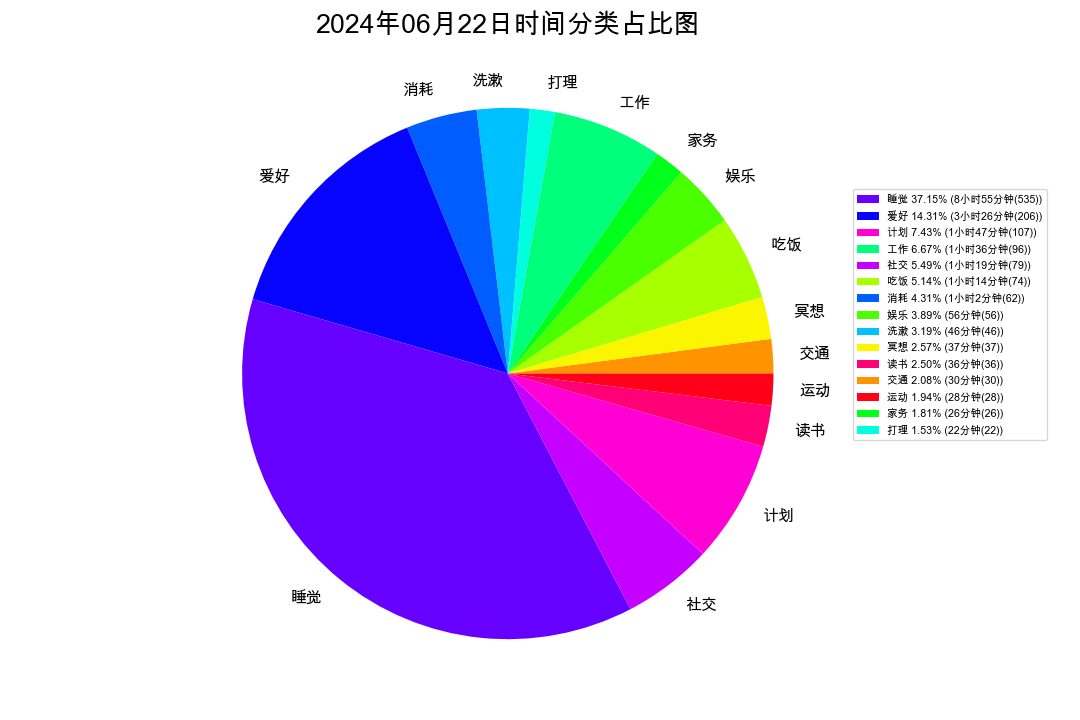 2024年06月22日时间分类占比图
洗漱
打理
消耗
工作
家务
爱好
娱乐
吃饭
冥想
交通
运动
读书
计划
睡觉
社交
睡觉 37.15% (8小时55分钟(535))
爱好 14.31% (3小时26分钟(206))
计划 7.43% (1小时47分钟(107))
工作 6.67% (1小时36分钟(96))
社交 5.49% (1小时19分钟(79))
吃饭 5.14% (1小时14分钟(74))
消耗 4.31% (1小时2分钟(62))
娱乐 3.89% (56分钟(56))
洗漱 3.19% (46分钟(46))
冥想 2.57% (37分钟(37))
读书 2.50% (36分钟(36))
交通 2.08% (30分钟(30))
运动 1.94% (28分钟(28))
家务 1.81% (26分钟(26))
打理 1.53% (22分钟(22))